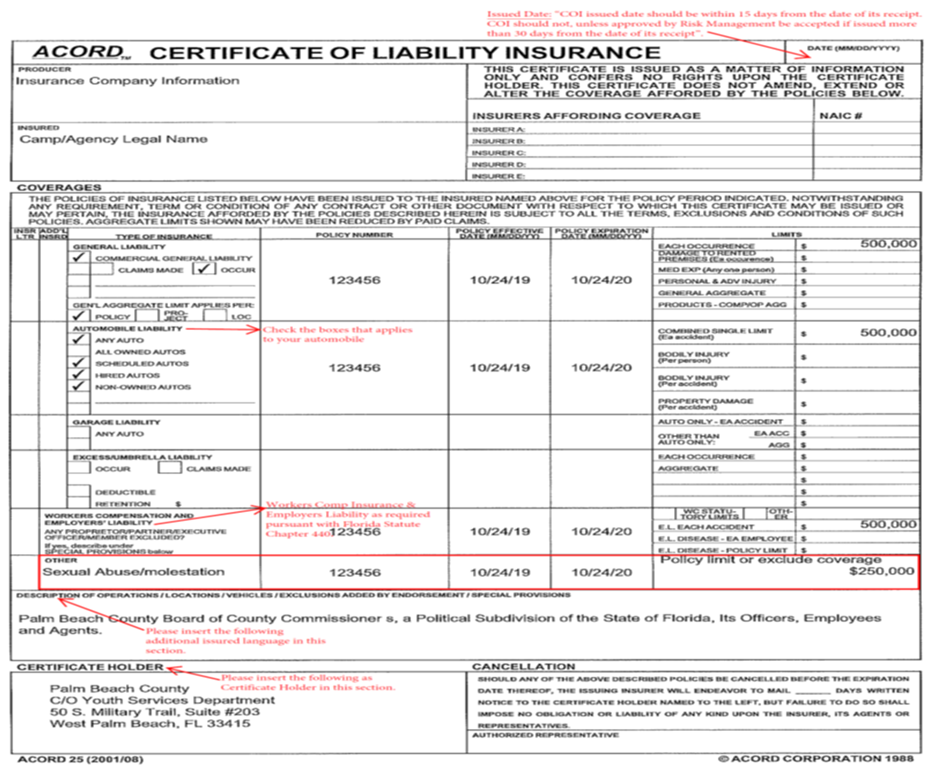 Issued Date: "COI issued date should be within 15 days from the date of its receipt.
COI should not, unless approved by Risk Management be accepted if issued more
than 30 days from the date of its receipt".
ACORD TM CERTIFICATE OF LIABILITY INSURANCE
DATE (MM/DD/YYYY)
PRODUCER
Insurance Company Information
THIS CERTIFICATE IS ISSUED AS A MATTER OF INFORMATION
ONLY AND CONFERS NO RIGHTS UPON THE CERTIFICATE
HOLDER. THIS CERTIFICATE DOES NOT AMEND, EXTEND OR
ALTER THE COVERAGE AFFORDED BY THE POLICIES BELOW.
INSURERS AFFORDING COVERAGE NAIC #
INSURED
Camp/Agency Legal Name
INSURER A:
INSURER B:
INSURER C:
INSURER D:
INSURER E:
COVERAGES
THE POLICIES OF INSURANCE LISTED BELOW HAVE BEEN ISSUED TO THE INSURED NAMED ABOVE FOR THE POLICY PERIOD INDICATED. NOTWITHSTANDING
ANY REQUIREMENT, TERM OR CONDITION OF ANY CONTRACT OR OTHER DOCUMENT WITH RESPECT TO WHICH THIS CERTIFICATE MAY BE ISSUED OR
MAY PERTAIN, THE INSURANCE AFFORDED BY THE POLICIES DESCRIBED HEREIN IS SUBJECT TO ALL THE TERMS, EXCLUSIONS AND CONDITIONS OF SUCH
POLICIES. AGGREGATE LIMITS SHOWN MAY HAVE BEEN REDUCED BY PAID CLAIMS.
INSR LTR ADD'L INSRD TYPE OF INSURANCE POLICY NUMBER POLICY EFFECTIVE DATE (MM/DD/YY) POLICY EXPIRATION DATE (MM/DD/YY) LIMITS
GENERAL LIABILITY
✓ COMMERCIAL GENERAL LIABILITY
CLAIMS MADE ✓ OCCUR
GEN'L AGGREGATE LIMIT APPLIES PER:
✓ POLICY PRO-JECT LOC
123456 10/24/19 10/24/20
EACH OCCURRENCE $ 500,000
DAMAGE TO RENTED
PREMISES (Ea occurence) $
MED EXP (Any one person) $
PERSONAL & ADV INJURY $
GENERAL AGGREGATE $
PRODUCTS - COMP/OP AGG $
AUTOMOBILE LIABILITY
✓ ANY AUTO
ALL OWNED AUTOS
✓ SCHEDULED AUTOS
✓ HIRED AUTOS
✓ NON-OWNED AUTOS
Check the boxes that applies
to your automobile
123456 10/24/19 10/24/20
COMBINED SINGLE LIMIT
(Ea accident) $ 500,000
BODILY INJURY
(Per person) $
BODILY INJURY
(Per accident) $
PROPERTY DAMAGE
(Per accident) $
GARAGE LIABILITY
ANY AUTO
AUTO ONLY - EA ACCIDENT $
OTHER THAN
AUTO ONLY: EA ACC $
AGG $
EXCESS/UMBRELLA LIABILITY
OCCUR CLAIMS MADE
DEDUCTIBLE
RETENTION $
EACH OCCURRENCE $
AGGREGATE $
$
$
$
WORKERS COMPENSATION AND
EMPLOYERS' LIABILITY
ANY PROPRIETOR/PARTNER/EXECUTIVE
OFFICER/MEMBER EXCLUDED?
If yes, describe under
SPECIAL PROVISIONS below
Workers Comp Insurance &
Employers Liability as required
pursuant with Florida Statute
Chapter 440
123456 10/24/19 10/24/20
WC STATU-TORY LIMITS OTH-ER
E.L. EACH ACCIDENT $ 500,000
E.L. DISEASE - EA EMPLOYEE $
E.L. DISEASE - POLICY LIMIT $
OTHER
Sexual Abuse/molestation 123456 10/24/19 10/24/20
Policy limit or exclude coverage
$250,000
DESCRIPTION OF OPERATIONS / LOCATIONS / VEHICLES / EXCLUSIONS ADDED BY ENDORSEMENT / SPECIAL PROVISIONS
Palm Beach County Board of County Commissioner s, a Political Subdivision of the State of Florida, Its Officers, Employees
and Agents.
Please insert the following
additional issured language in this
section.
CERTIFICATE HOLDER
Please insert the following as
Certificate Holder in this section.
Palm Beach County
C/O Youth Services Department
50 S. Military Trail, Suite #203
West Palm Beach, FL 33415
CANCELLATION
SHOULD ANY OF THE ABOVE DESCRIBED POLICIES BE CANCELLED BEFORE THE EXPIRATION
DATE THEREOF, THE ISSUING INSURER WILL ENDEAVOR TO MAIL ______ DAYS WRITTEN
NOTICE TO THE CERTIFICATE HOLDER NAMED TO THE LEFT, BUT FAILURE TO DO SO SHALL
IMPOSE NO OBLIGATION OR LIABILITY OF ANY KIND UPON THE INSURER, ITS AGENTS OR
REPRESENTATIVES.
AUTHORIZED REPRESENTATIVE
ACORD 25 (2001/08) © ACORD CORPORATION 1988